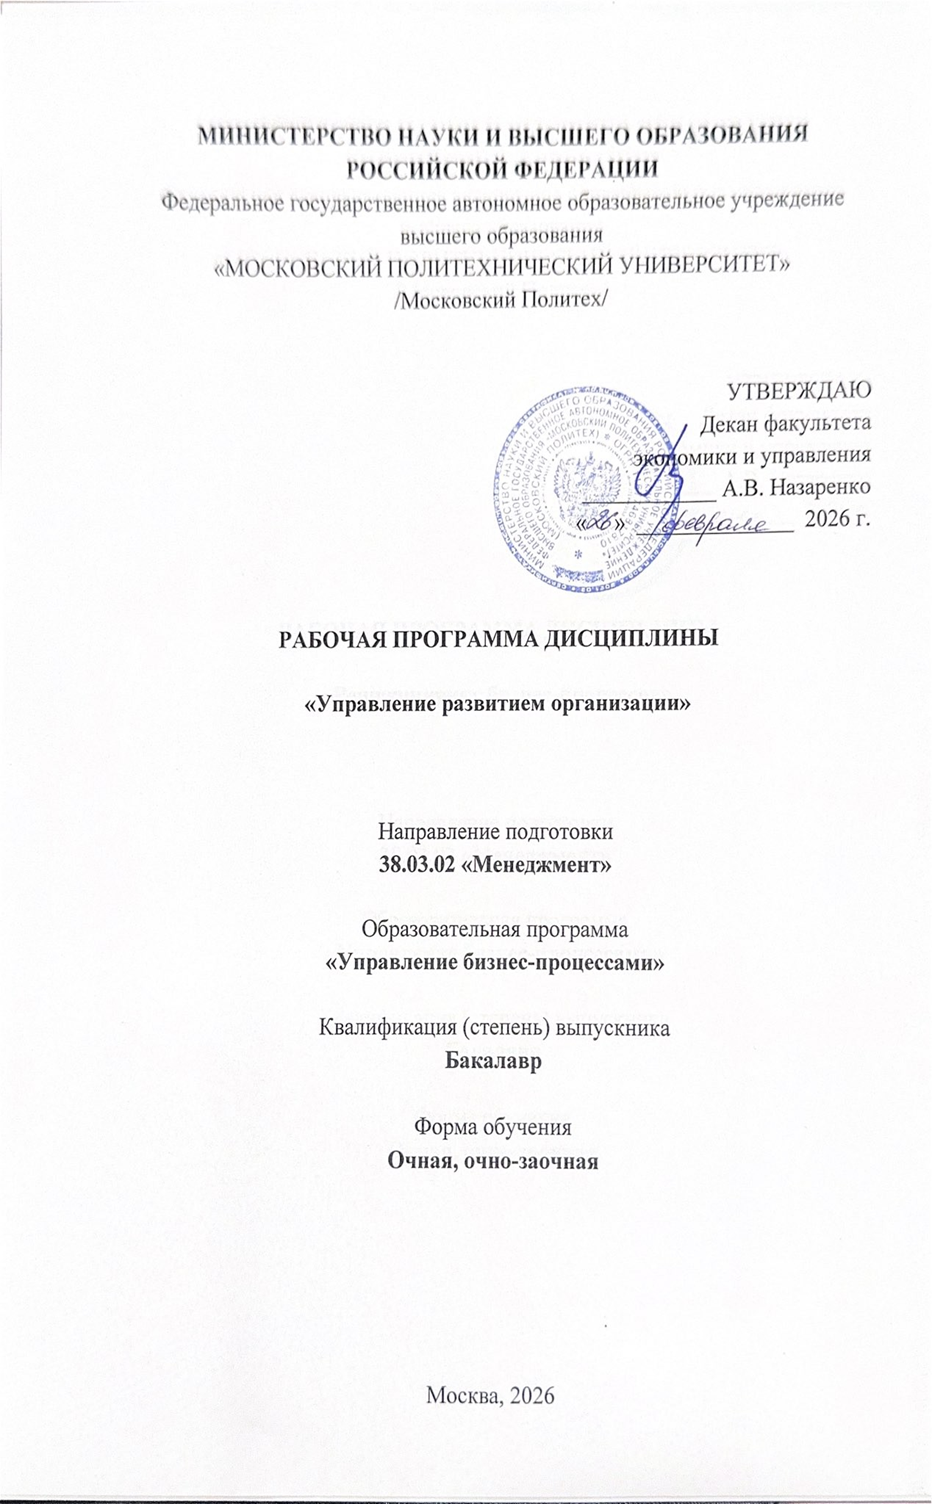 МИНИСТЕРСТВО НАУКИ И ВЫСШЕГО ОБРАЗОВАНИЯ
РОССИЙСКОЙ ФЕДЕРАЦИИ
Федеральное государственное автономное образовательное учреждение
высшего образования
«МОСКОВСКИЙ ПОЛИТЕХНИЧЕСКИЙ УНИВЕРСИТЕТ»
/Московский Политех/
УТВЕРЖДАЮ
Декан факультета
экономики и управления
А.В. Назаренко
«26» февраля 2026 г.
РАБОЧАЯ ПРОГРАММА ДИСЦИПЛИНЫ
«Управление развитием организации»
Направление подготовки
38.03.02 «Менеджмент»
Образовательная программа
«Управление бизнес-процессами»
Квалификация (степень) выпускника
Бакалавр
Форма обучения
Очная, очно-заочная
Москва, 2026